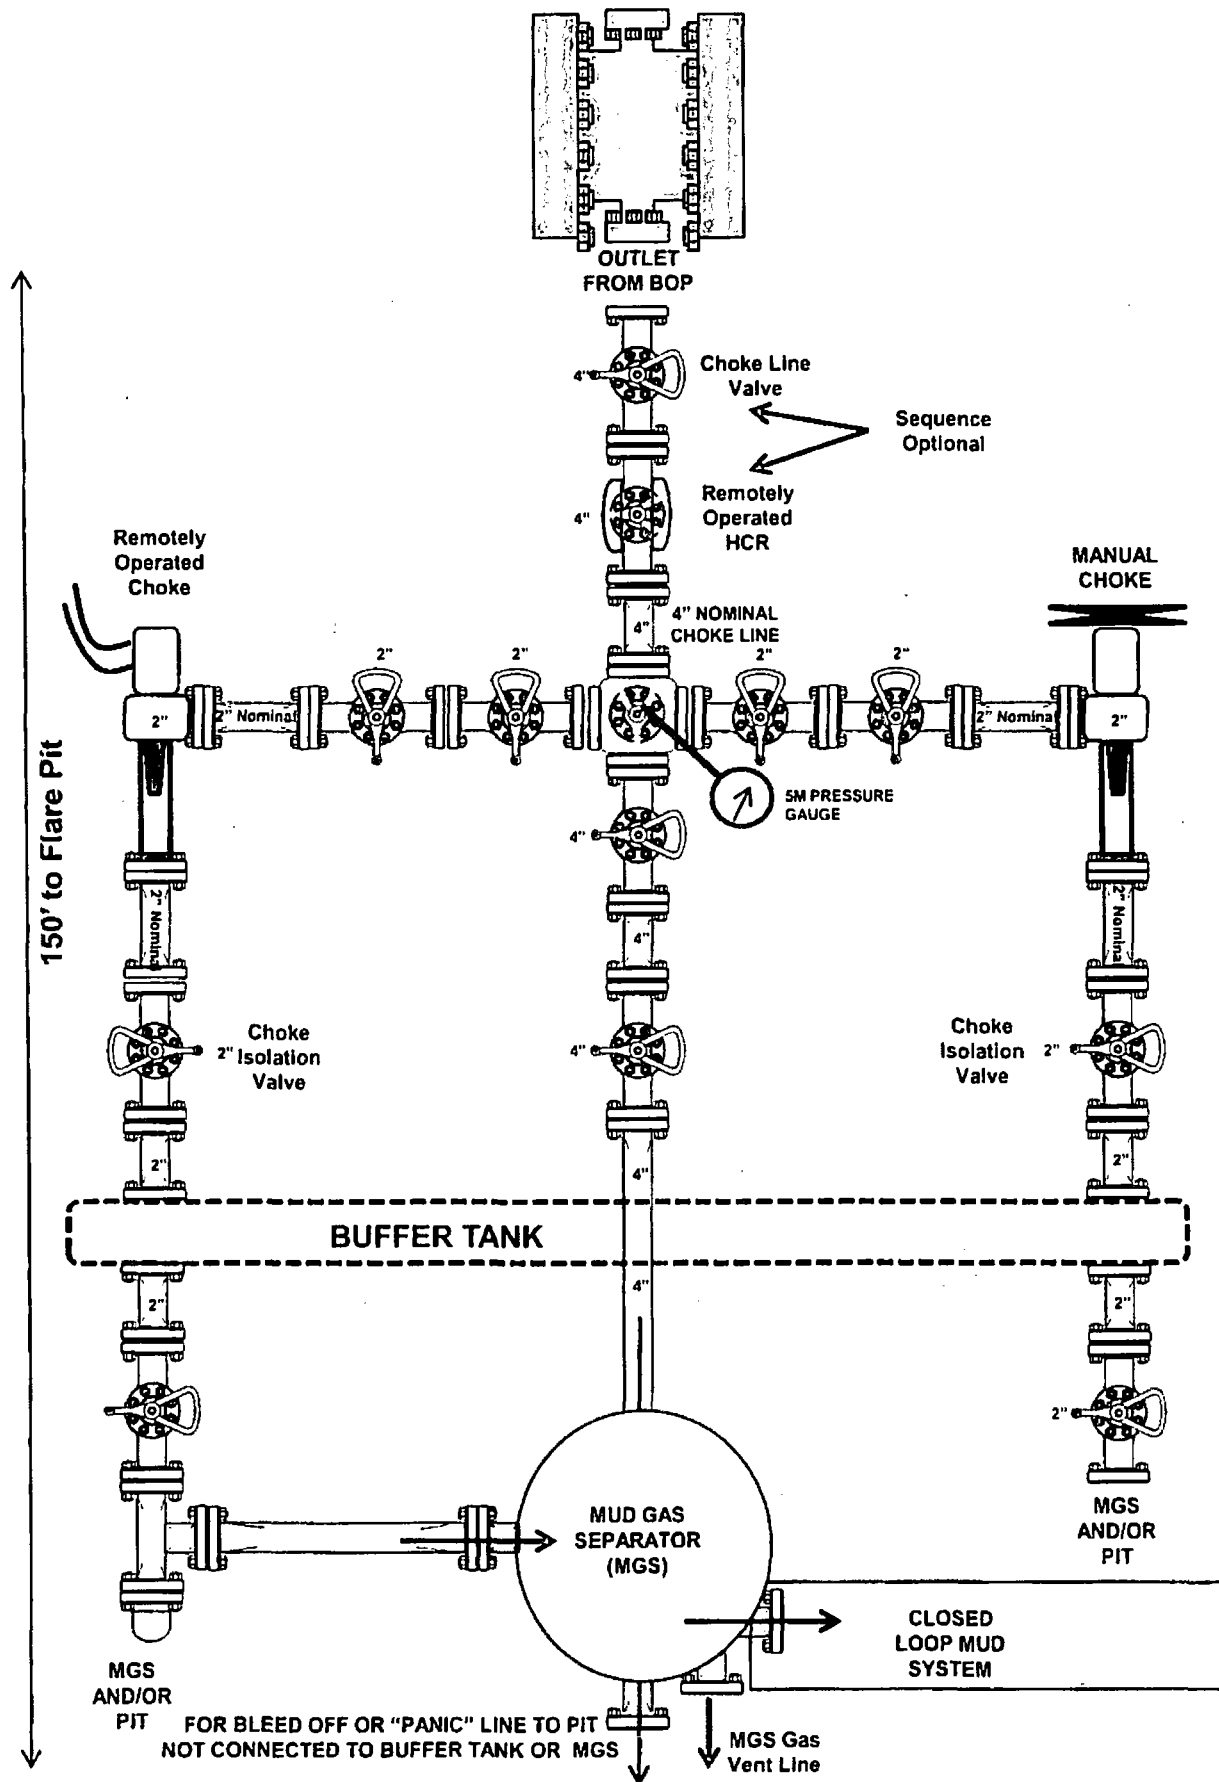 OUTLET
FROM BOP
4"
Choke Line
Valve
Sequence
Optional
4"
Remotely
Operated
HCR
Remotely
Operated
Choke
MANUAL
CHOKE
4"
4" NOMINAL
CHOKE LINE
2"
2"
2"
2"
2"
2" Nominal
2" Nominal
2"
5M PRESSURE
GAUGE
4"
150' to Flare Pit
2" Nominal
4"
2" Nominal
2"
Choke
Isolation
Valve
4"
Choke
Isolation
Valve
2"
2"
4"
2"
BUFFER TANK
2"
4"
2"
2"
MUD GAS
SEPARATOR
(MGS)
MGS
AND/OR
PIT
CLOSED
LOOP MUD
SYSTEM
MGS
AND/OR
PIT
FOR BLEED OFF OR "PANIC" LINE TO PIT
NOT CONNECTED TO BUFFER TANK OR MGS
MGS Gas
Vent Line